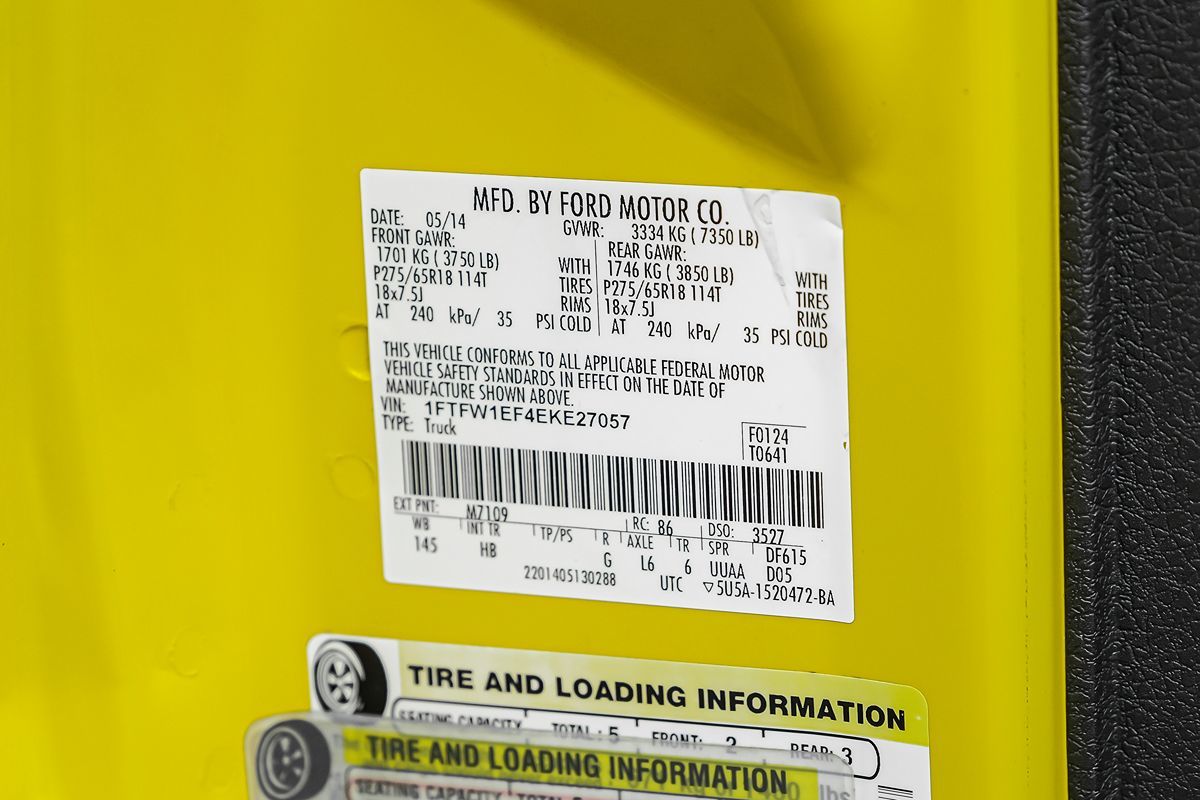 MFD. BY FORD MOTOR CO.
DATE: 05/14 GVWR: 3334 KG ( 7350 LB)
FRONT GAWR: REAR GAWR:
1701 KG ( 3750 LB) WITH 1746 KG ( 3850 LB) WITH
P275/65R18 114T TIRES P275/65R18 114T TIRES
18x7.5J RIMS 18x7.5J RIMS
AT 240 kPa/ 35 PSI COLD AT 240 kPa/ 35 PSI COLD
THIS VEHICLE CONFORMS TO ALL APPLICABLE FEDERAL MOTOR
VEHICLE SAFETY STANDARDS IN EFFECT ON THE DATE OF
MANUFACTURE SHOWN ABOVE.
VIN: 1FTFW1EF4EKE27057
TYPE: Truck
F0124
T0641
EXT PNT: M7109 RC: 86 DSO: 3527
WB INT TR TP/PS R AXLE TR SPR DF615
145 HB G L6 6 UUAA D05
2201405130288 UTC ▽5U5A-1520472-BA
TIRE AND LOADING INFORMATION
SEATING CAPACITY TOTAL : 5 FRONT: 2 REAR: 3
TIRE AND LOADING INFORMATION
SEATING CAPACITY TOTAL
lbs